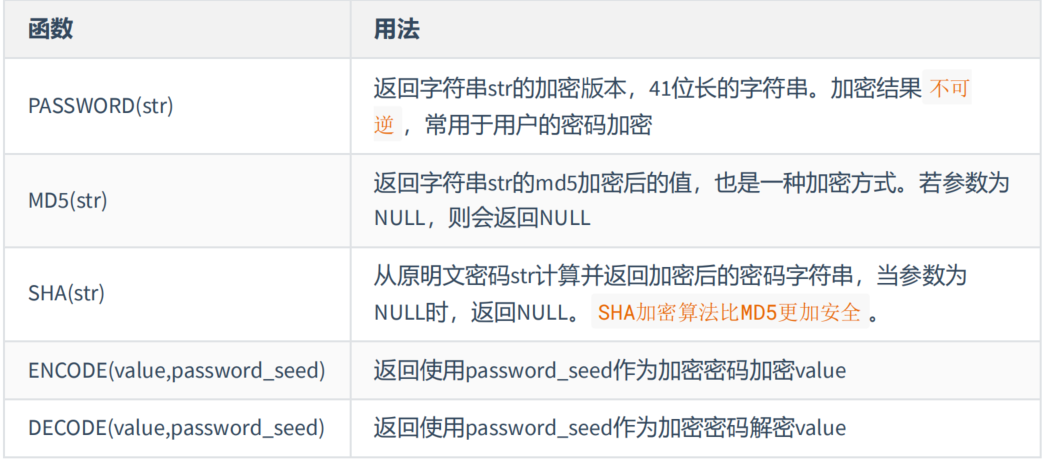 函数 用法
PASSWORD(str) 返回字符串str的加密版本，41位长的字符串。加密结果 不可
逆 ，常用于用户的密码加密
MD5(str) 返回字符串str的md5加密后的值，也是一种加密方式。若参数为
NULL，则会返回NULL
SHA(str) 从原明文密码str计算并返回加密后的密码字符串，当参数为
NULL时，返回NULL。 SHA加密算法比MD5更加安全 。
ENCODE(value,password_seed) 返回使用password_seed作为加密密码加密value
DECODE(value,password_seed) 返回使用password_seed作为加密密码解密value